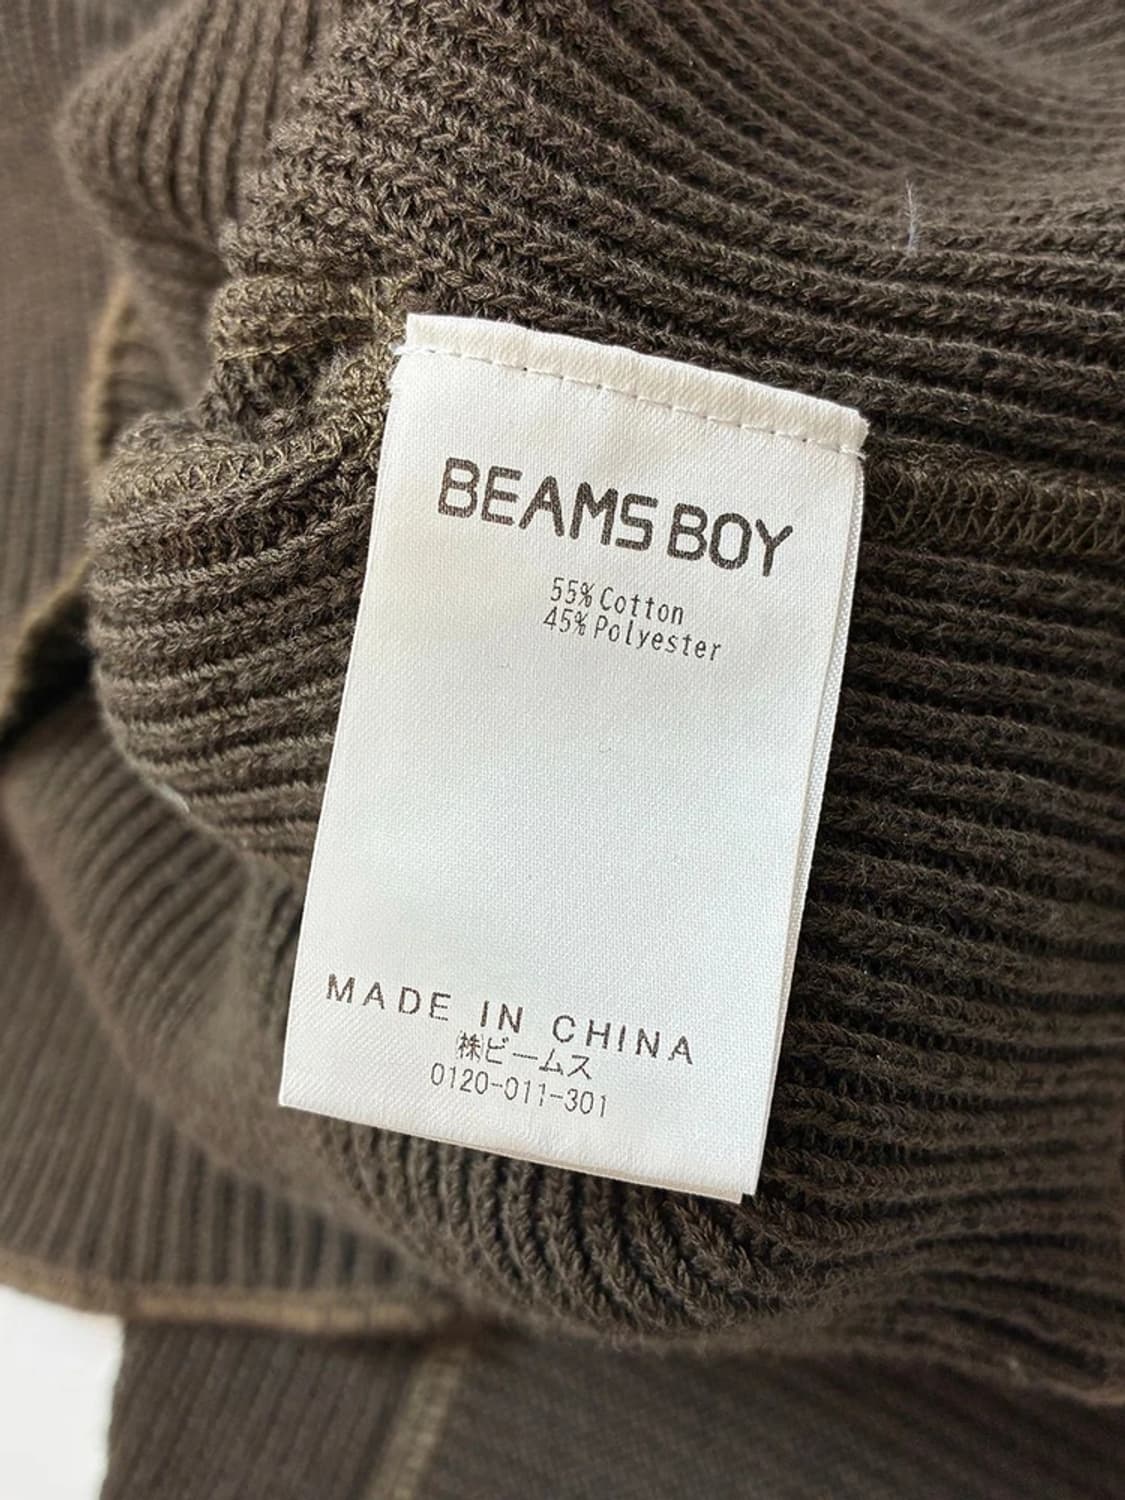 BEAMS BOY
55% Cotton
45% Polyester
MADE IN CHINA
㈱ビームス
0120-011-301